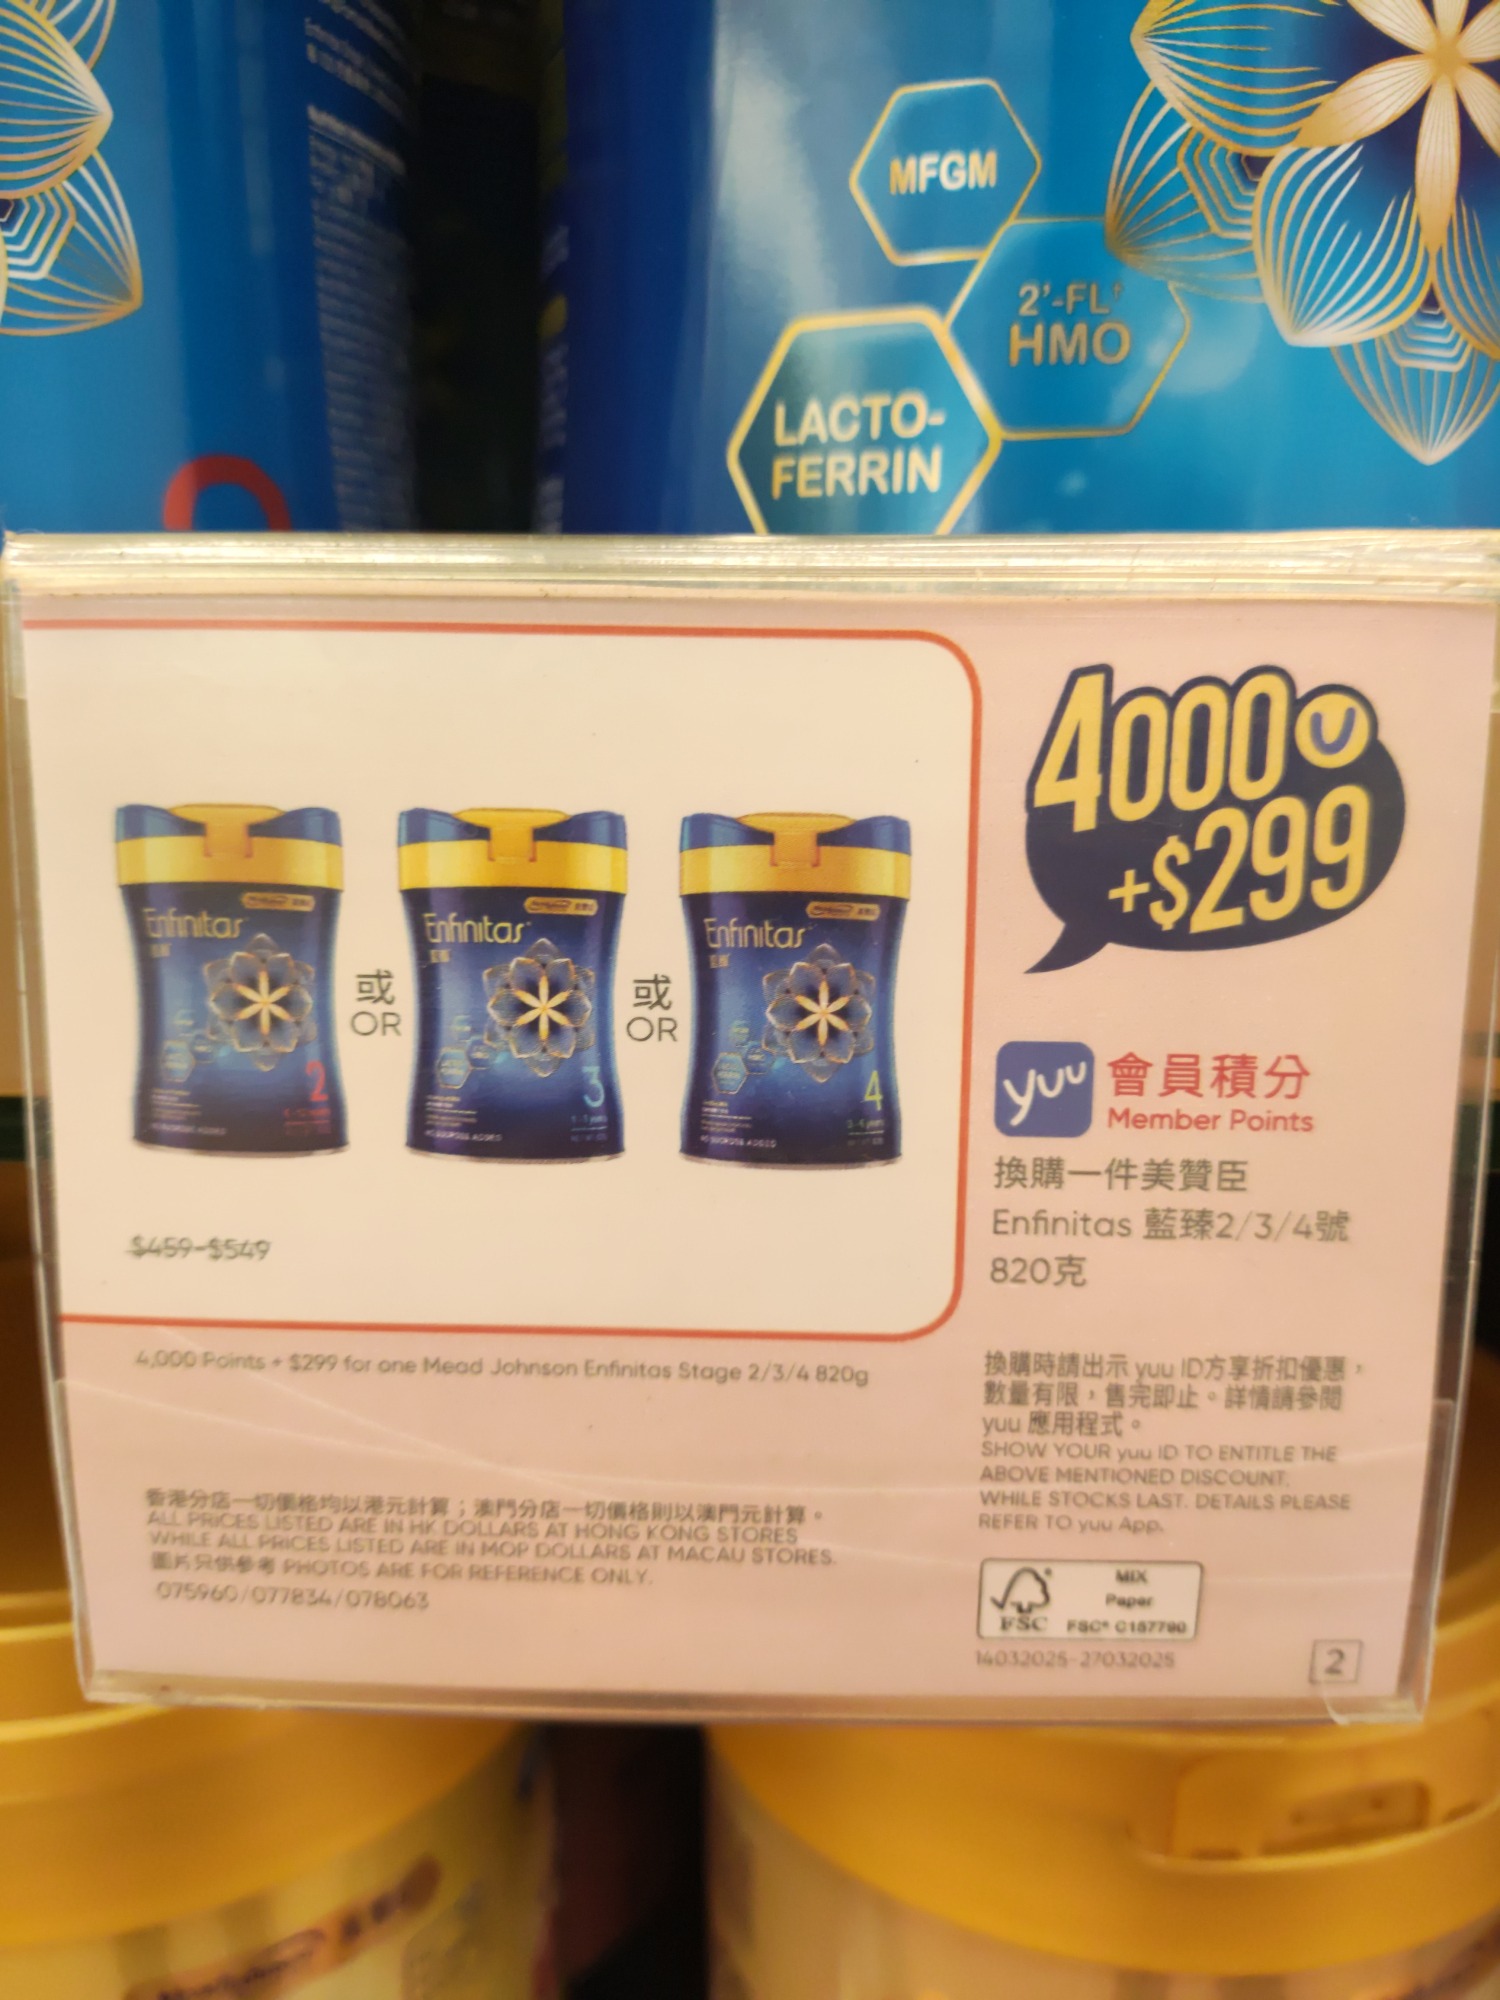 MFGM
2'-FL†
HMO
LACTO-
FERRIN
4000
+$299
Enfinitas
2
或
OR
Enfinitas
3
或
OR
Enfinitas
4
$459-$549
4,000 Points + $299 for one Mead Johnson Enfinitas Stage 2/3/4 820g
yuu 會員積分
Member Points
換購一件美贊臣
Enfinitas 藍臻2/3/4號
820克
換購時請出示 yuu ID方享折扣優惠，
數量有限，售完即止。詳情請參閱
yuu 應用程式。
SHOW YOUR yuu ID TO ENTITLE THE
ABOVE MENTIONED DISCOUNT.
WHILE STOCKS LAST. DETAILS PLEASE
REFER TO yuu App.
香港分店一切價格均以港元計算；澳門分店一切價格則以澳門元計算。
ALL PRICES LISTED ARE IN HK DOLLARS AT HONG KONG STORES
WHILE ALL PRICES LISTED ARE IN MOP DOLLARS AT MACAU STORES.
圖片只供參考 PHOTOS ARE FOR REFERENCE ONLY.
075960/077834/078063
MIX
Paper
FSC
FSC® C157790
14032025-27032025
2